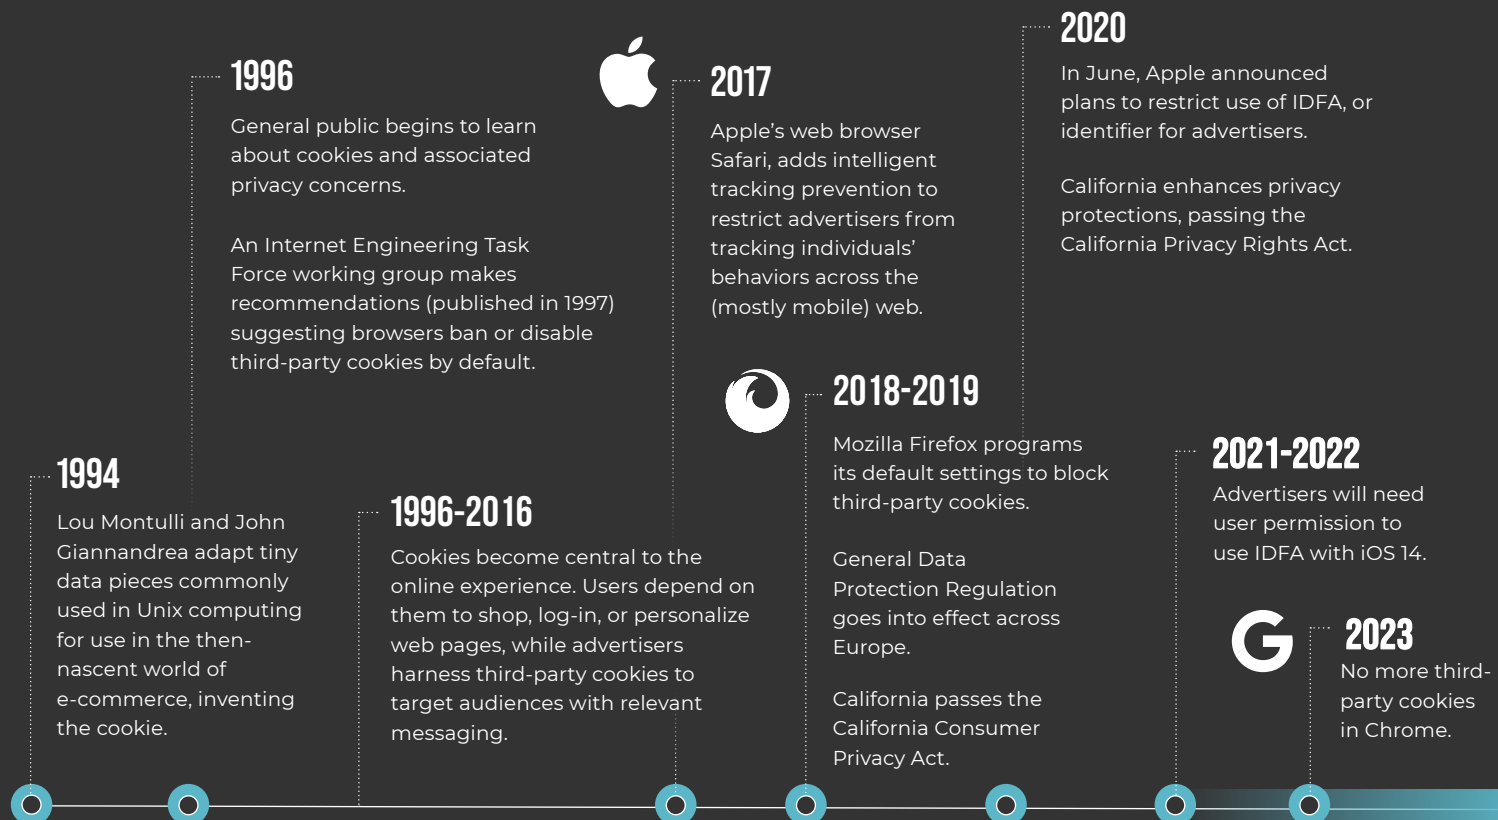 1994
Lou Montulli and John
Giannandrea adapt tiny
data pieces commonly
used in Unix computing
for use in the then-
nascent world of
e-commerce, inventing
the cookie.
1996
General public begins to learn
about cookies and associated
privacy concerns.
An Internet Engineering Task
Force working group makes
recommendations (published in 1997)
suggesting browsers ban or disable
third-party cookies by default.
1996-2016
Cookies become central to the
online experience. Users depend on
them to shop, log-in, or personalize
web pages, while advertisers
harness third-party cookies to
target audiences with relevant
messaging.
2017
Apple’s web browser
Safari, adds intelligent
tracking prevention to
restrict advertisers from
tracking individuals’
behaviors across the
(mostly mobile) web.
2018-2019
Mozilla Firefox programs
its default settings to block
third-party cookies.
General Data
Protection Regulation
goes into effect across
Europe.
California passes the
California Consumer
Privacy Act.
2020
In June, Apple announced
plans to restrict use of IDFA, or
identifier for advertisers.
California enhances privacy
protections, passing the
California Privacy Rights Act.
2021-2022
Advertisers will need
user permission to
use IDFA with iOS 14.
G
2023
No more third-
party cookies
in Chrome.